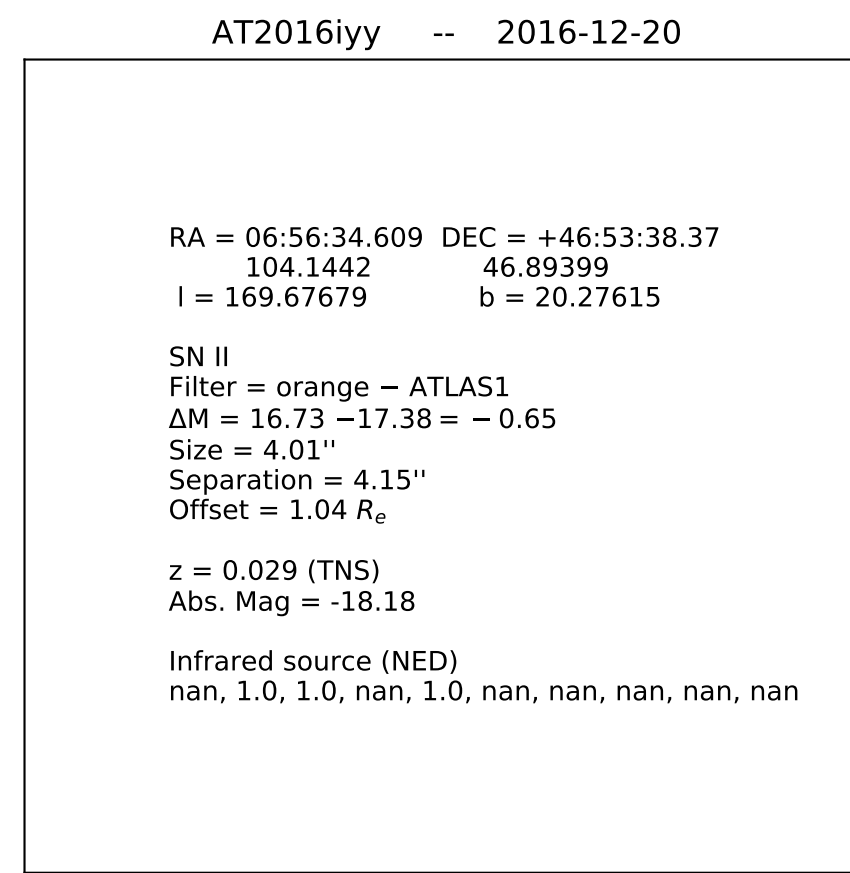 AT2016iyy -- 2016-12-20
RA = 06:56:34.609 DEC = +46:53:38.37
104.1442 46.89399
l = 169.67679 b = 20.27615
SN II
Filter = orange − ATLAS1
ΔM = 16.73 −17.38 = − 0.65
Size = 4.01''
Separation = 4.15''
Offset = 1.04 Rₑ
z = 0.029 (TNS)
Abs. Mag = -18.18
Infrared source (NED)
nan, 1.0, 1.0, nan, 1.0, nan, nan, nan, nan, nan